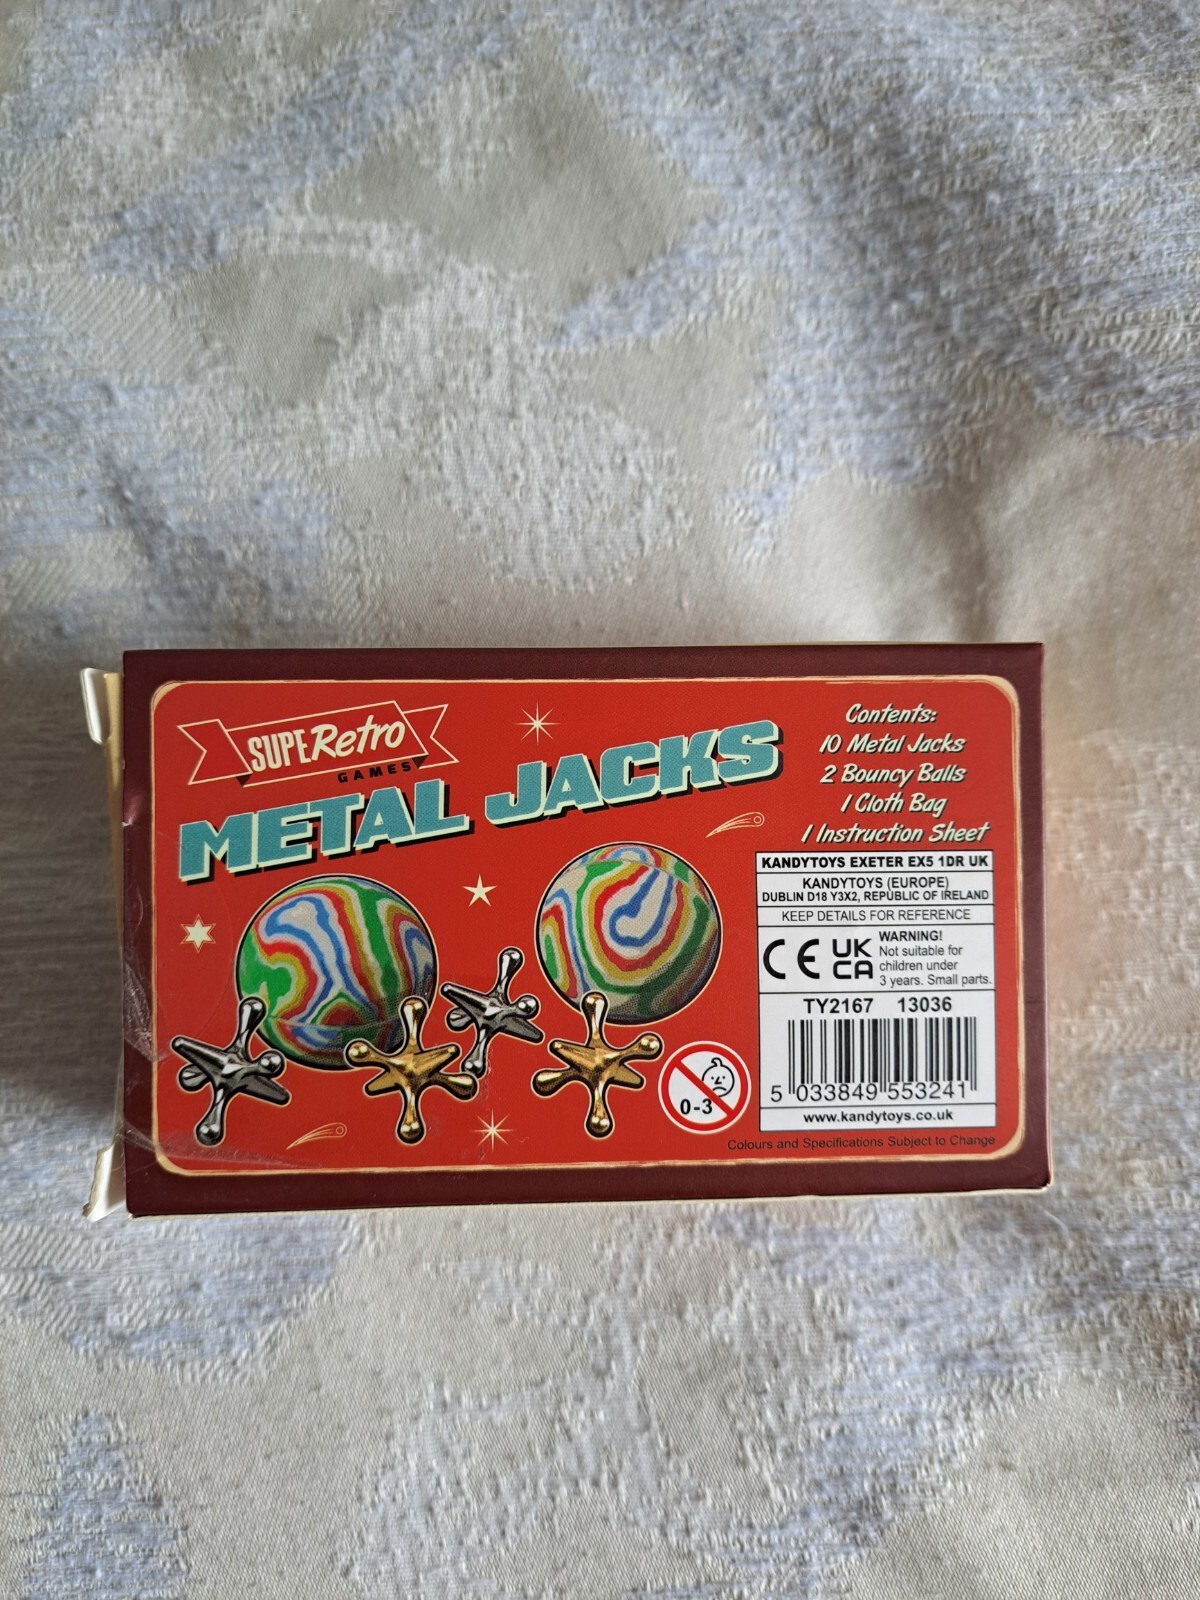 SUPERetro
GAMES
METAL JACKS
Contents:
10 Metal Jacks
2 Bouncy Balls
1 Cloth Bag
1 Instruction Sheet
KANDYTOYS EXETER EX5 1DR UK
KANDYTOYS (EUROPE)
DUBLIN D18 Y3X2, REPUBLIC OF IRELAND
KEEP DETAILS FOR REFERENCE
CE
UK
CA
WARNING!
Not suitable for
children under
3 years. Small parts.
TY2167 13036
5 033849 553241
www.kandytoys.co.uk
0-3
Colours and Specifications Subject to Change